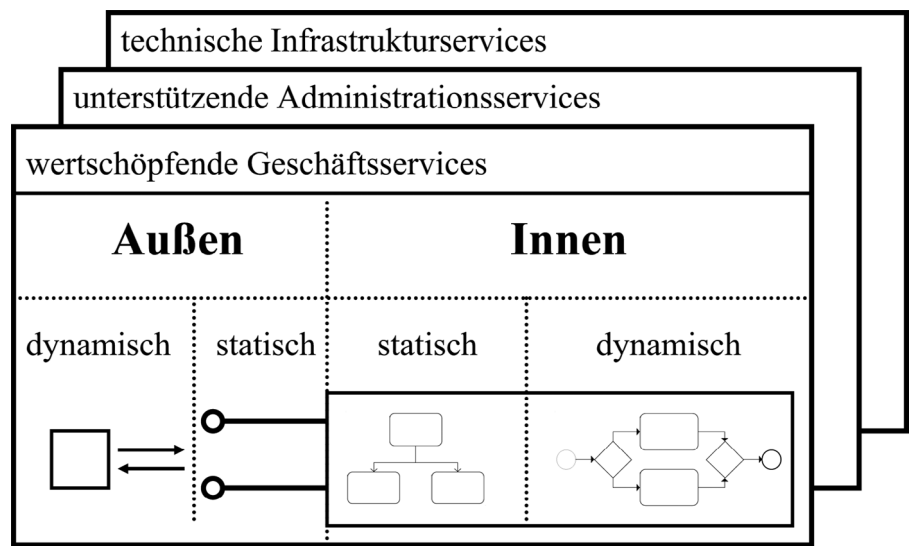 technische Infrastrukturservices
unterstützende Administrationsservices
wertschöpfende Geschäftsservices
Außen Innen
dynamisch statisch statisch dynamisch